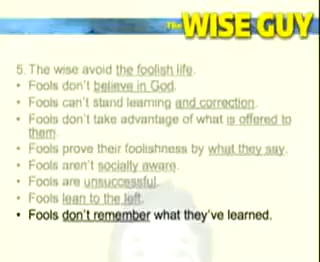 The WISE GUY
5. The wise avoid the foolish life.
• Fools don't believe in God.
• Fools can't stand learning and correction.
• Fools don't take advantage of what is offered to
them.
• Fools prove their foolishness by what they say.
• Fools aren't socially aware.
• Fools are unsuccessful.
• Fools lean to the left.
• Fools don't remember what they've learned.